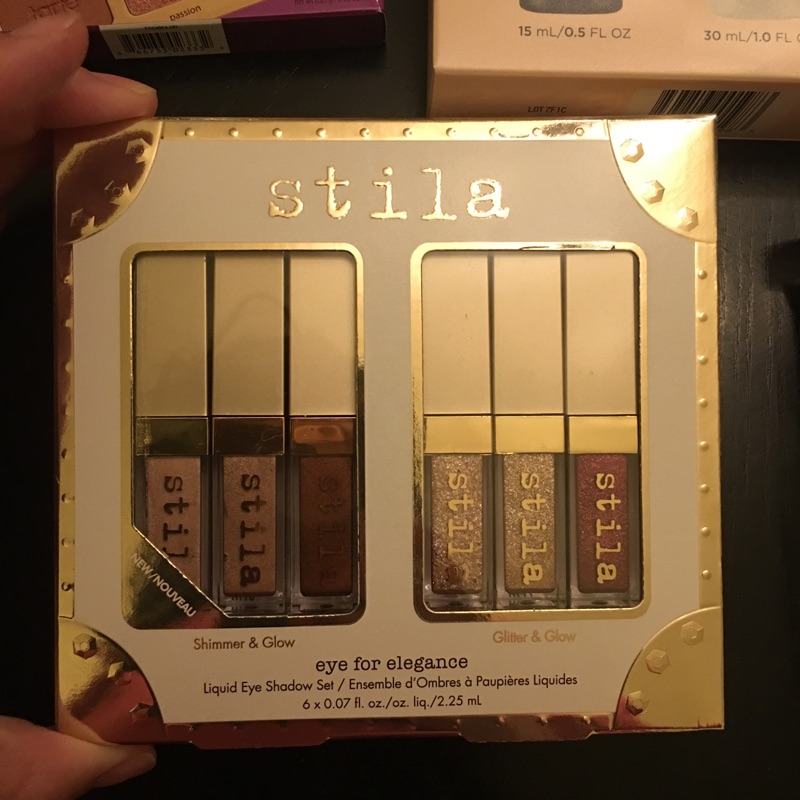 passion
15 mL/0.5 FL OZ
30 mL/1.0 FL O
LOT ZF1C
stila
stila
stila
stila
stila
stila
stila
NEW/NOUVEAU
Shimmer & Glow
Glitter & Glow
eye for elegance
Liquid Eye Shadow Set / Ensemble d'Ombres à Paupières Liquides
6 x 0.07 fl. oz./oz. liq./2.25 mL